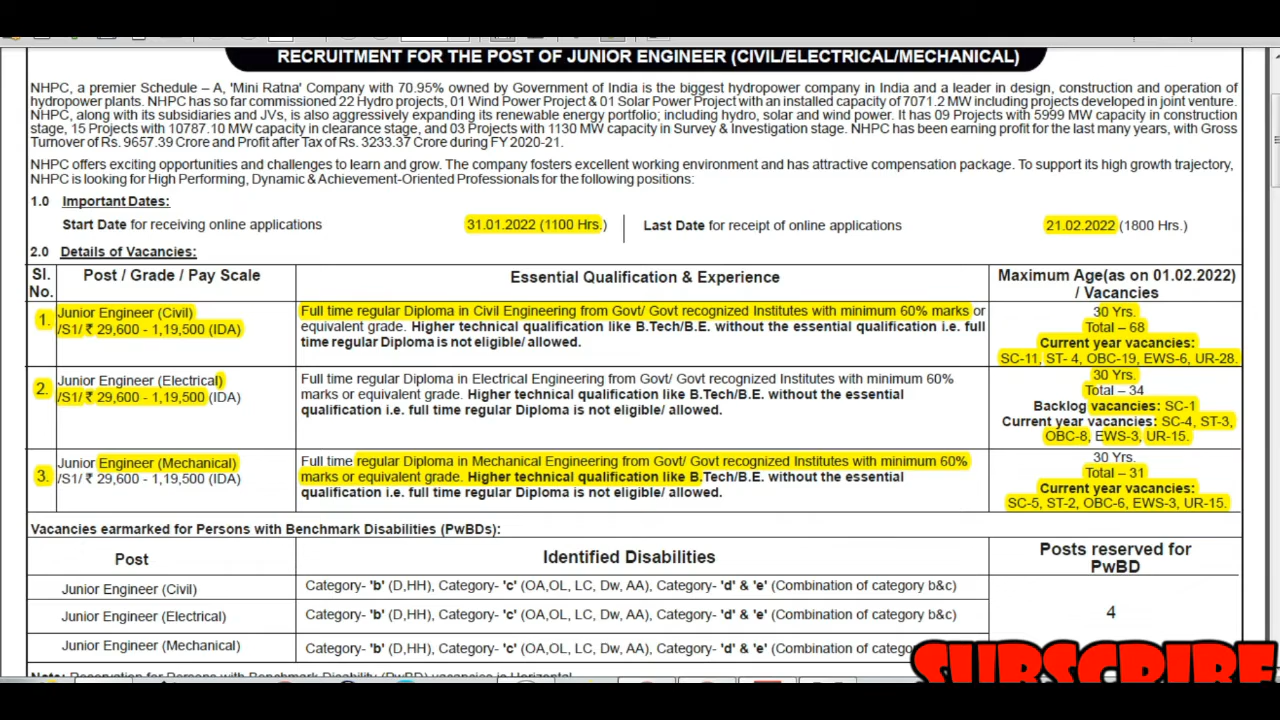 RECRUITMENT FOR THE POST OF JUNIOR ENGINEER (CIVIL/ELECTRICAL/MECHANICAL)
NHPC, a premier Schedule – A, 'Mini Ratna' Company with 70.95% owned by Government of India is the biggest hydropower company in India and a leader in design, construction and operation of
hydropower plants. NHPC has so far commissioned 22 Hydro projects, 01 Wind Power Project & 01 Solar Power Project with an installed capacity of 7071.2 MW including projects developed in joint venture.
NHPC, along with its subsidiaries and JVs, is also aggressively expanding its renewable energy portfolio; including hydro, solar and wind power. It has 09 Projects with 5999 MW capacity in construction
stage, 15 Projects with 10787.10 MW capacity in clearance stage, and 03 Projects with 1130 MW capacity in Survey & Investigation stage. NHPC has been earning profit for the last many years, with Gross
Turnover of Rs. 9657.39 Crore and Profit after Tax of Rs. 3233.37 Crore during FY 2020-21.
NHPC offers exciting opportunities and challenges to learn and grow. The company fosters excellent working environment and has attractive compensation package. To support its high growth trajectory,
NHPC is looking for High Performing, Dynamic & Achievement-Oriented Professionals for the following positions:
1.0 Important Dates:
Start Date for receiving online applications 31.01.2022 (1100 Hrs.) Last Date for receipt of online applications 21.02.2022 (1800 Hrs.)
2.0 Details of Vacancies:
Sl. No. Post / Grade / Pay Scale Essential Qualification & Experience Maximum Age(as on 01.02.2022) / Vacancies
1. Junior Engineer (Civil)
/S1/ ₹ 29,600 - 1,19,500 (IDA)
Full time regular Diploma in Civil Engineering from Govt/ Govt recognized Institutes with minimum 60% marks or
equivalent grade. Higher technical qualification like B.Tech/B.E. without the essential qualification i.e. full
time regular Diploma is not eligible/ allowed.
30 Yrs.
Total – 68
Current year vacancies:
SC-11, ST- 4, OBC-19, EWS-6, UR-28.
2. Junior Engineer (Electrical)
/S1/ ₹ 29,600 - 1,19,500 (IDA)
Full time regular Diploma in Electrical Engineering from Govt/ Govt recognized Institutes with minimum 60%
marks or equivalent grade. Higher technical qualification like B.Tech/B.E. without the essential
qualification i.e. full time regular Diploma is not eligible/ allowed.
30 Yrs.
Total – 34
Backlog vacancies: SC-1
Current year vacancies: SC-4, ST-3,
OBC-8, EWS-3, UR-15.
3. Junior Engineer (Mechanical)
/S1/ ₹ 29,600 - 1,19,500 (IDA)
Full time regular Diploma in Mechanical Engineering from Govt/ Govt recognized Institutes with minimum 60%
marks or equivalent grade. Higher technical qualification like B.Tech/B.E. without the essential
qualification i.e. full time regular Diploma is not eligible/ allowed.
30 Yrs.
Total – 31
Current year vacancies:
SC-5, ST-2, OBC-6, EWS-3, UR-15.
Vacancies earmarked for Persons with Benchmark Disabilities (PwBDs):
Post Identified Disabilities Posts reserved for PwBD
Junior Engineer (Civil) Category- 'b' (D,HH), Category- 'c' (OA,OL, LC, Dw, AA), Category- 'd' & 'e' (Combination of category b&c)
Junior Engineer (Electrical) Category- 'b' (D,HH), Category- 'c' (OA,OL, LC, Dw, AA), Category- 'd' & 'e' (Combination of category b&c) 4
Junior Engineer (Mechanical) Category- 'b' (D,HH), Category- 'c' (OA,OL, LC, Dw, AA), Category- 'd' & 'e' (Combination of
SUBSCRIBE
Note: Reservation for Persons with Benchmark Disability (PwBD) vacancies is Horizontal